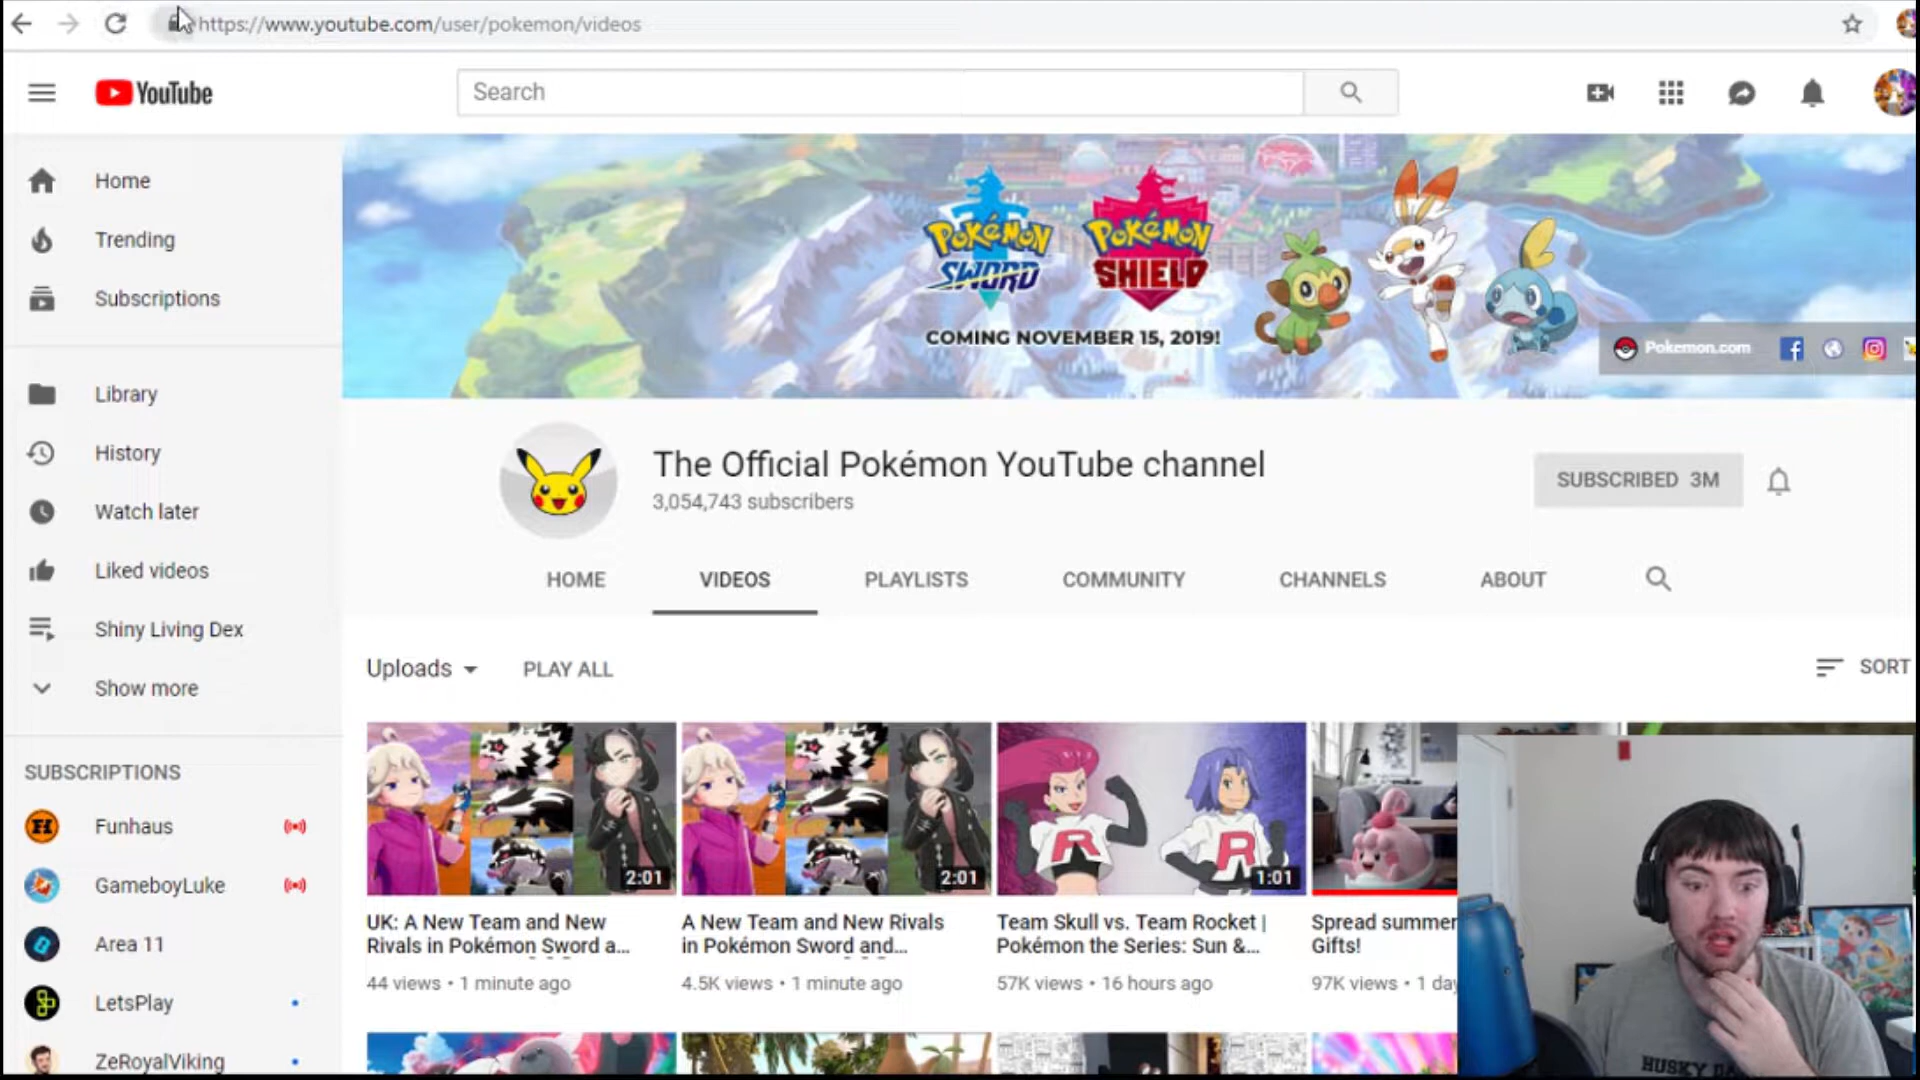 https://www.youtube.com/user/pokemon/videos
YouTube
Search
Home
Trending
Subscriptions
Library
History
Watch later
Liked videos
Shiny Living Dex
Show more
SUBSCRIPTIONS
Funhaus
GameboyLuke
Area 11
LetsPlay
ZeRoyalViking
POKéMON SWORD
POKéMON SHIELD
COMING NOVEMBER 15, 2019!
Pokemon.com
The Official Pokémon YouTube channel
3,054,743 subscribers
SUBSCRIBED 3M
HOME VIDEOS PLAYLISTS COMMUNITY CHANNELS ABOUT
Uploads PLAY ALL
SORT
2:01
UK: A New Team and New
Rivals in Pokémon Sword a...
44 views • 1 minute ago
2:01
A New Team and New Rivals
in Pokémon Sword and...
4.5K views • 1 minute ago
R R
1:01
Team Skull vs. Team Rocket |
Pokémon the Series: Sun &...
57K views • 16 hours ago
Spread summer
Gifts!
97K views • 1 day
HUSKY